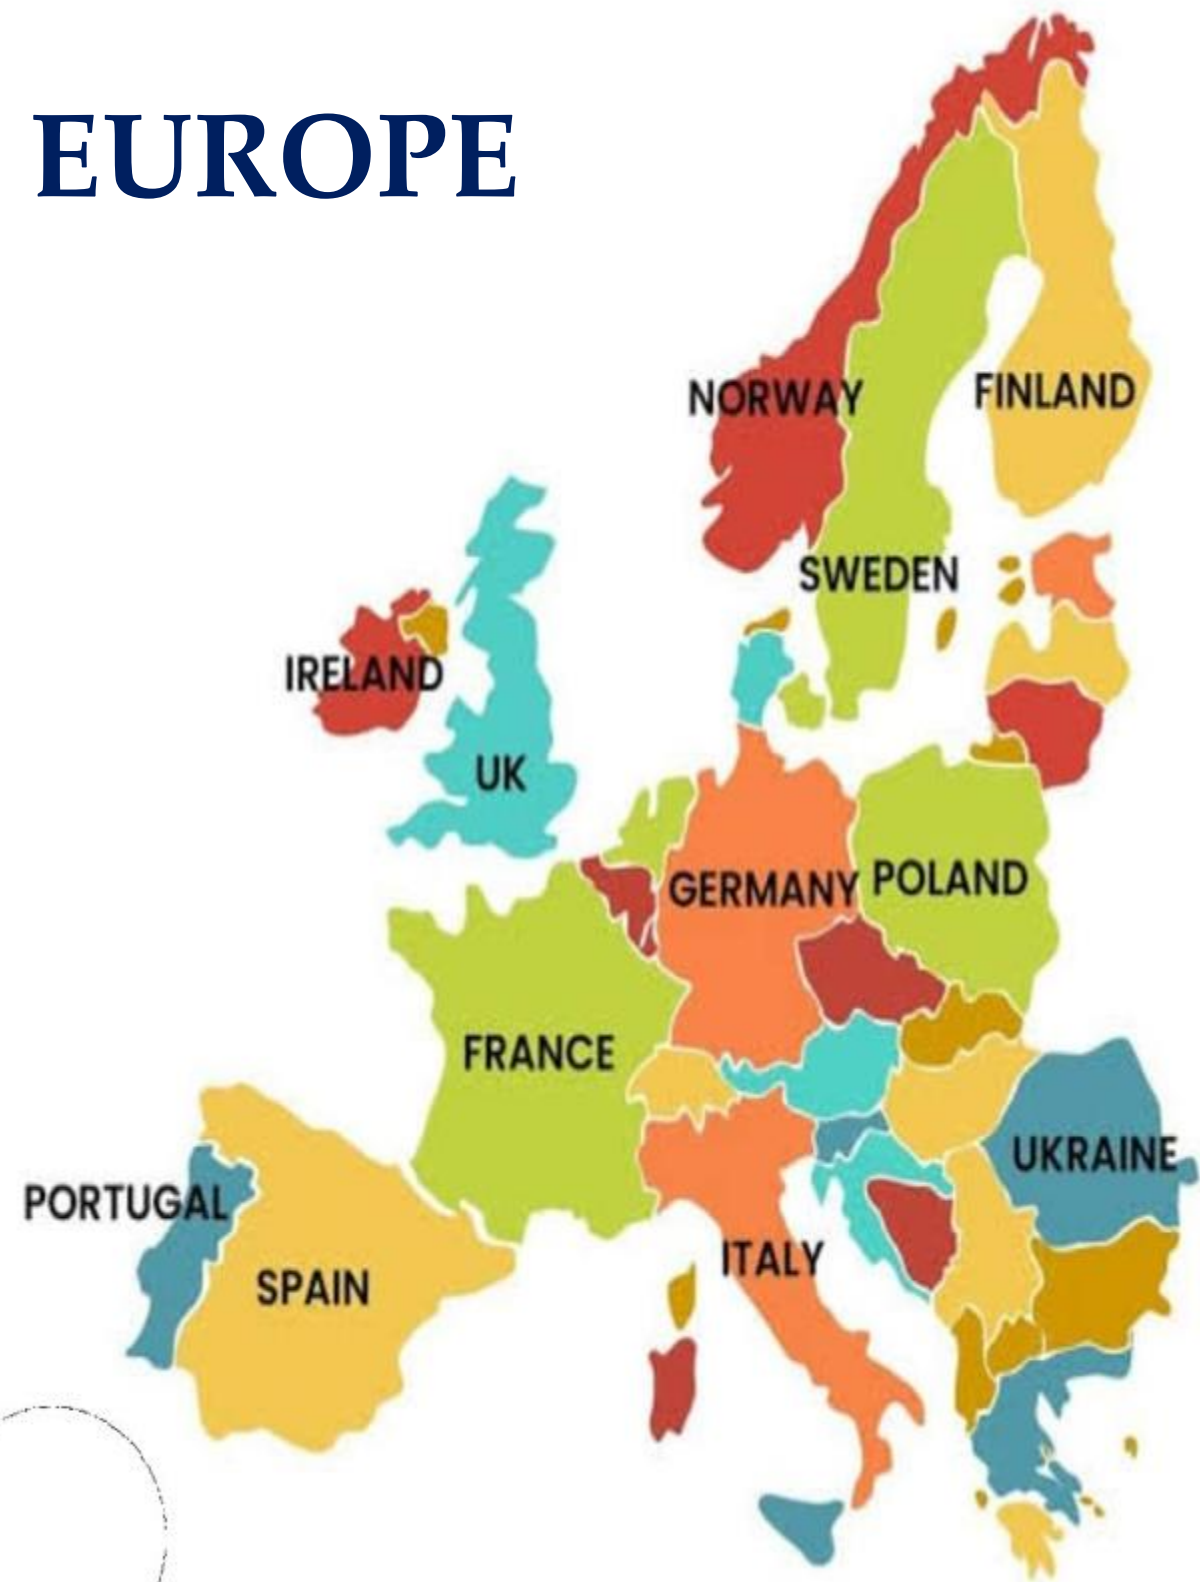 EUROPE
NORWAY
FINLAND
SWEDEN
IRELAND
UK
GERMANY
POLAND
FRANCE
UKRAINE
PORTUGAL
ITALY
SPAIN